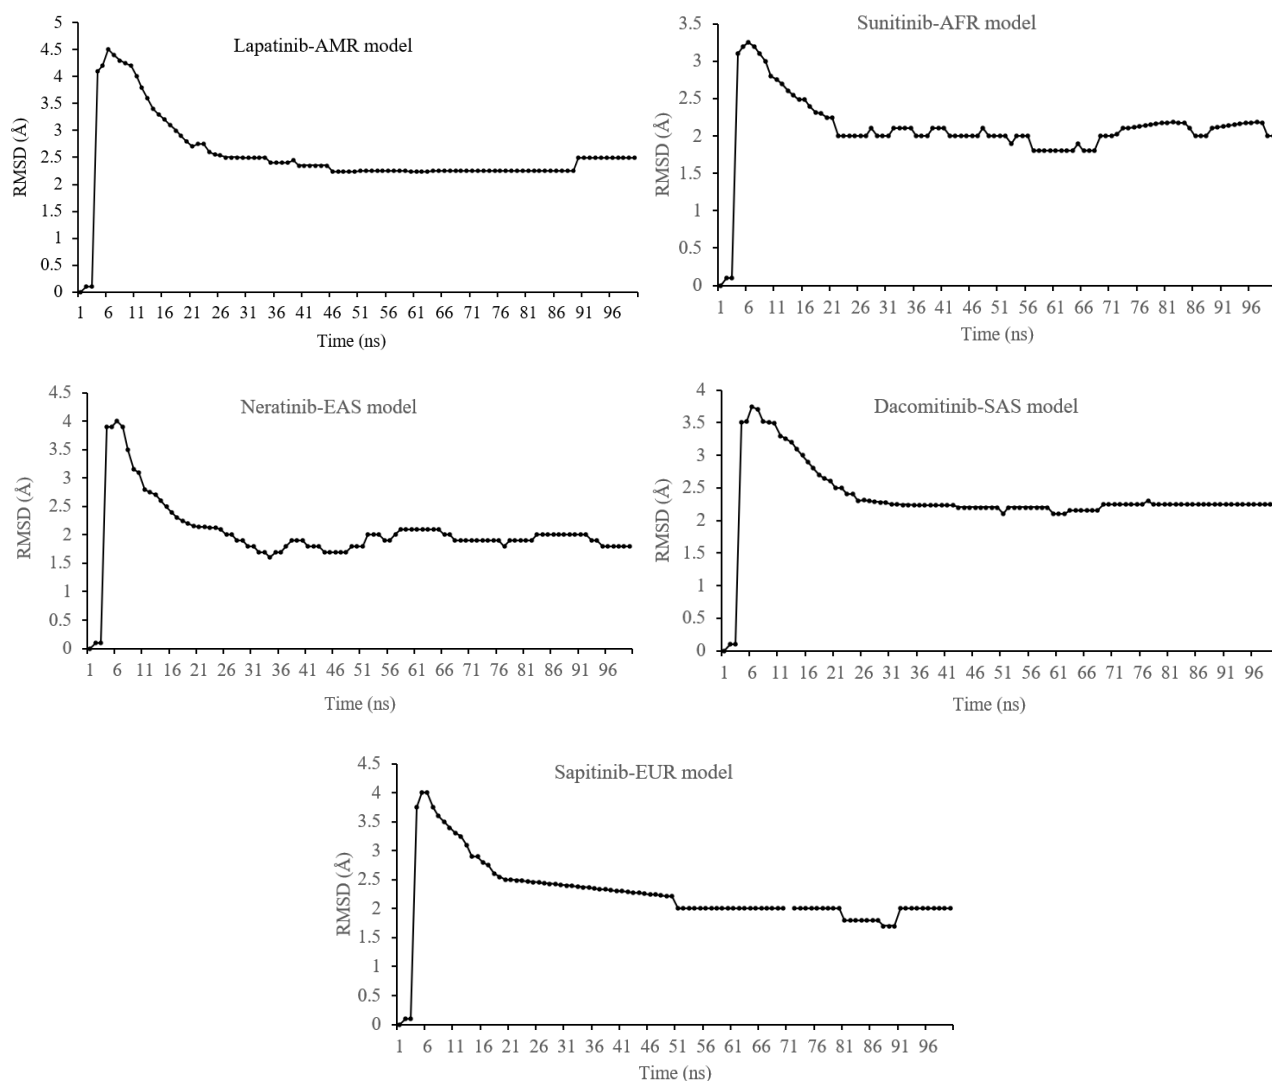 Lapatinib-AMR model
RMSD (Å)
5
4.5
4
3.5
3
2.5
2
1.5
1
0.5
0
1 6 11 16 21 26 31 36 41 46 51 56 61 66 71 76 81 86 91 96
Time (ns)
Sunitinib-AFR model
RMSD (Å)
3.5
3
2.5
2
1.5
1
0.5
0
1 6 11 16 21 26 31 36 41 46 51 56 61 66 71 76 81 86 91 96
Time (ns)
Neratinib-EAS model
RMSD (Å)
4.5
4
3.5
3
2.5
2
1.5
1
0.5
0
1 6 11 16 21 26 31 36 41 46 51 56 61 66 71 76 81 86 91 96
Time (ns)
Dacomitinib-SAS model
RMSD (Å)
4
3.5
3
2.5
2
1.5
1
0.5
0
1 6 11 16 21 26 31 36 41 46 51 56 61 66 71 76 81 86 91 96
Time (ns)
Sapitinib-EUR model
RMSD (Å)
4.5
4
3.5
3
2.5
2
1.5
1
0.5
0
1 6 11 16 21 26 31 36 41 46 51 56 61 66 71 76 81 86 91 96
Time (ns)